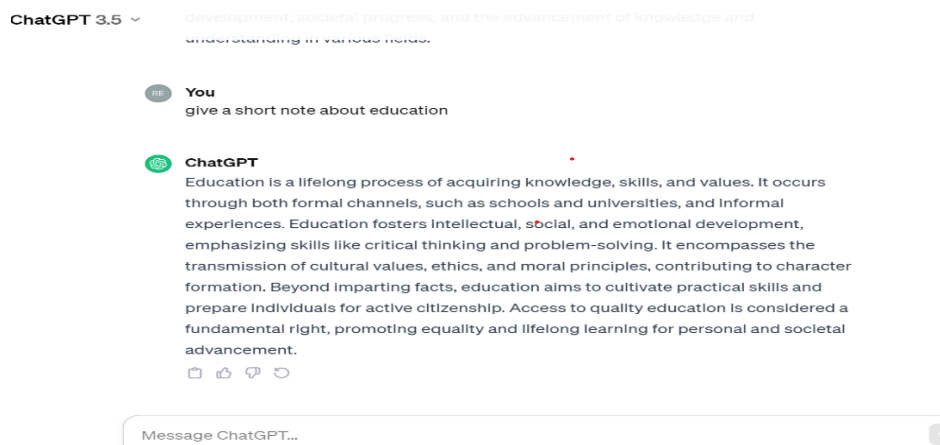 ChatGPT 3.5
development, societal progress, and the advancement of knowledge and
understanding in various fields.
RE
You
give a short note about education
ChatGPT
Education is a lifelong process of acquiring knowledge, skills, and values. It occurs
through both formal channels, such as schools and universities, and informal
experiences. Education fosters intellectual, social, and emotional development,
emphasizing skills like critical thinking and problem-solving. It encompasses the
transmission of cultural values, ethics, and moral principles, contributing to character
formation. Beyond imparting facts, education aims to cultivate practical skills and
prepare individuals for active citizenship. Access to quality education is considered a
fundamental right, promoting equality and lifelong learning for personal and societal
advancement.
Message ChatGPT...